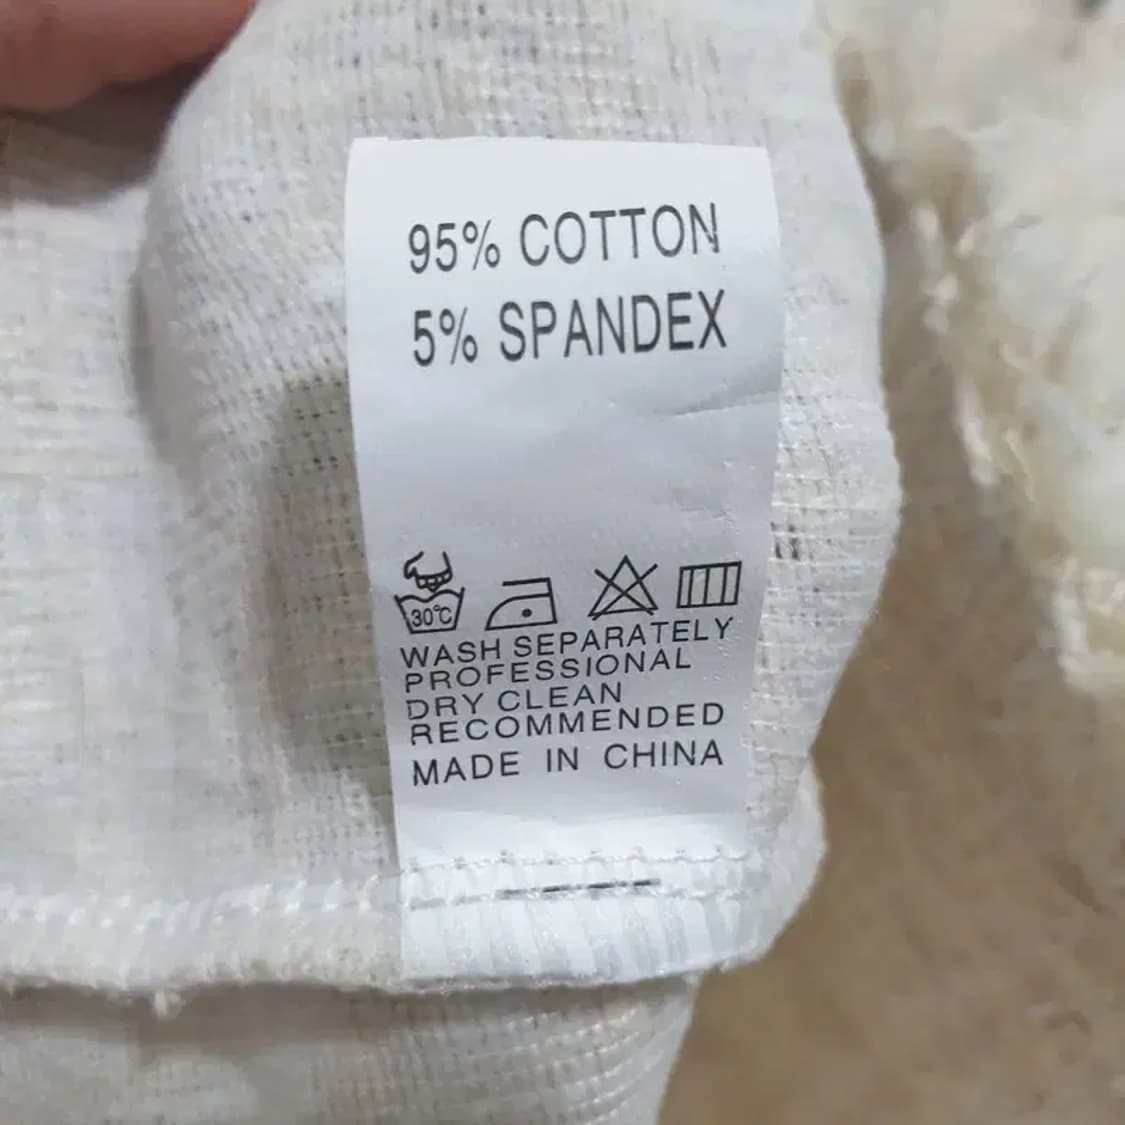 95% COTTON
5% SPANDEX
30°C
WASH SEPARATELY
PROFESSIONAL
DRY CLEAN
RECOMMENDED
MADE IN CHINA